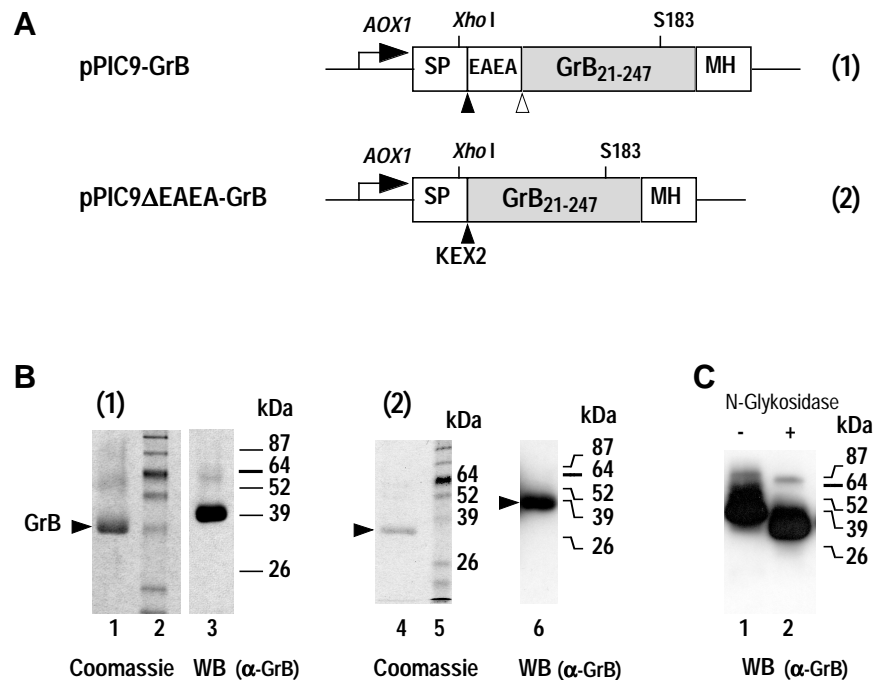 A
AOX1 Xho I S183
pPIC9-GrB SP EAEA GrB21-247 MH (1)
AOX1 Xho I S183
pPIC9ΔEAEA-GrB SP GrB21-247 MH (2)
KEX2
B
(1) kDa
87
64
52
39
26
GrB
1 2 3
Coomassie WB (α-GrB)
(2) kDa kDa
64
52
39
26
87
64
52
39
26
4 5 6
Coomassie WB (α-GrB)
C
N-Glykosidase
- + kDa
87
64
52
39
26
1 2
WB (α-GrB)